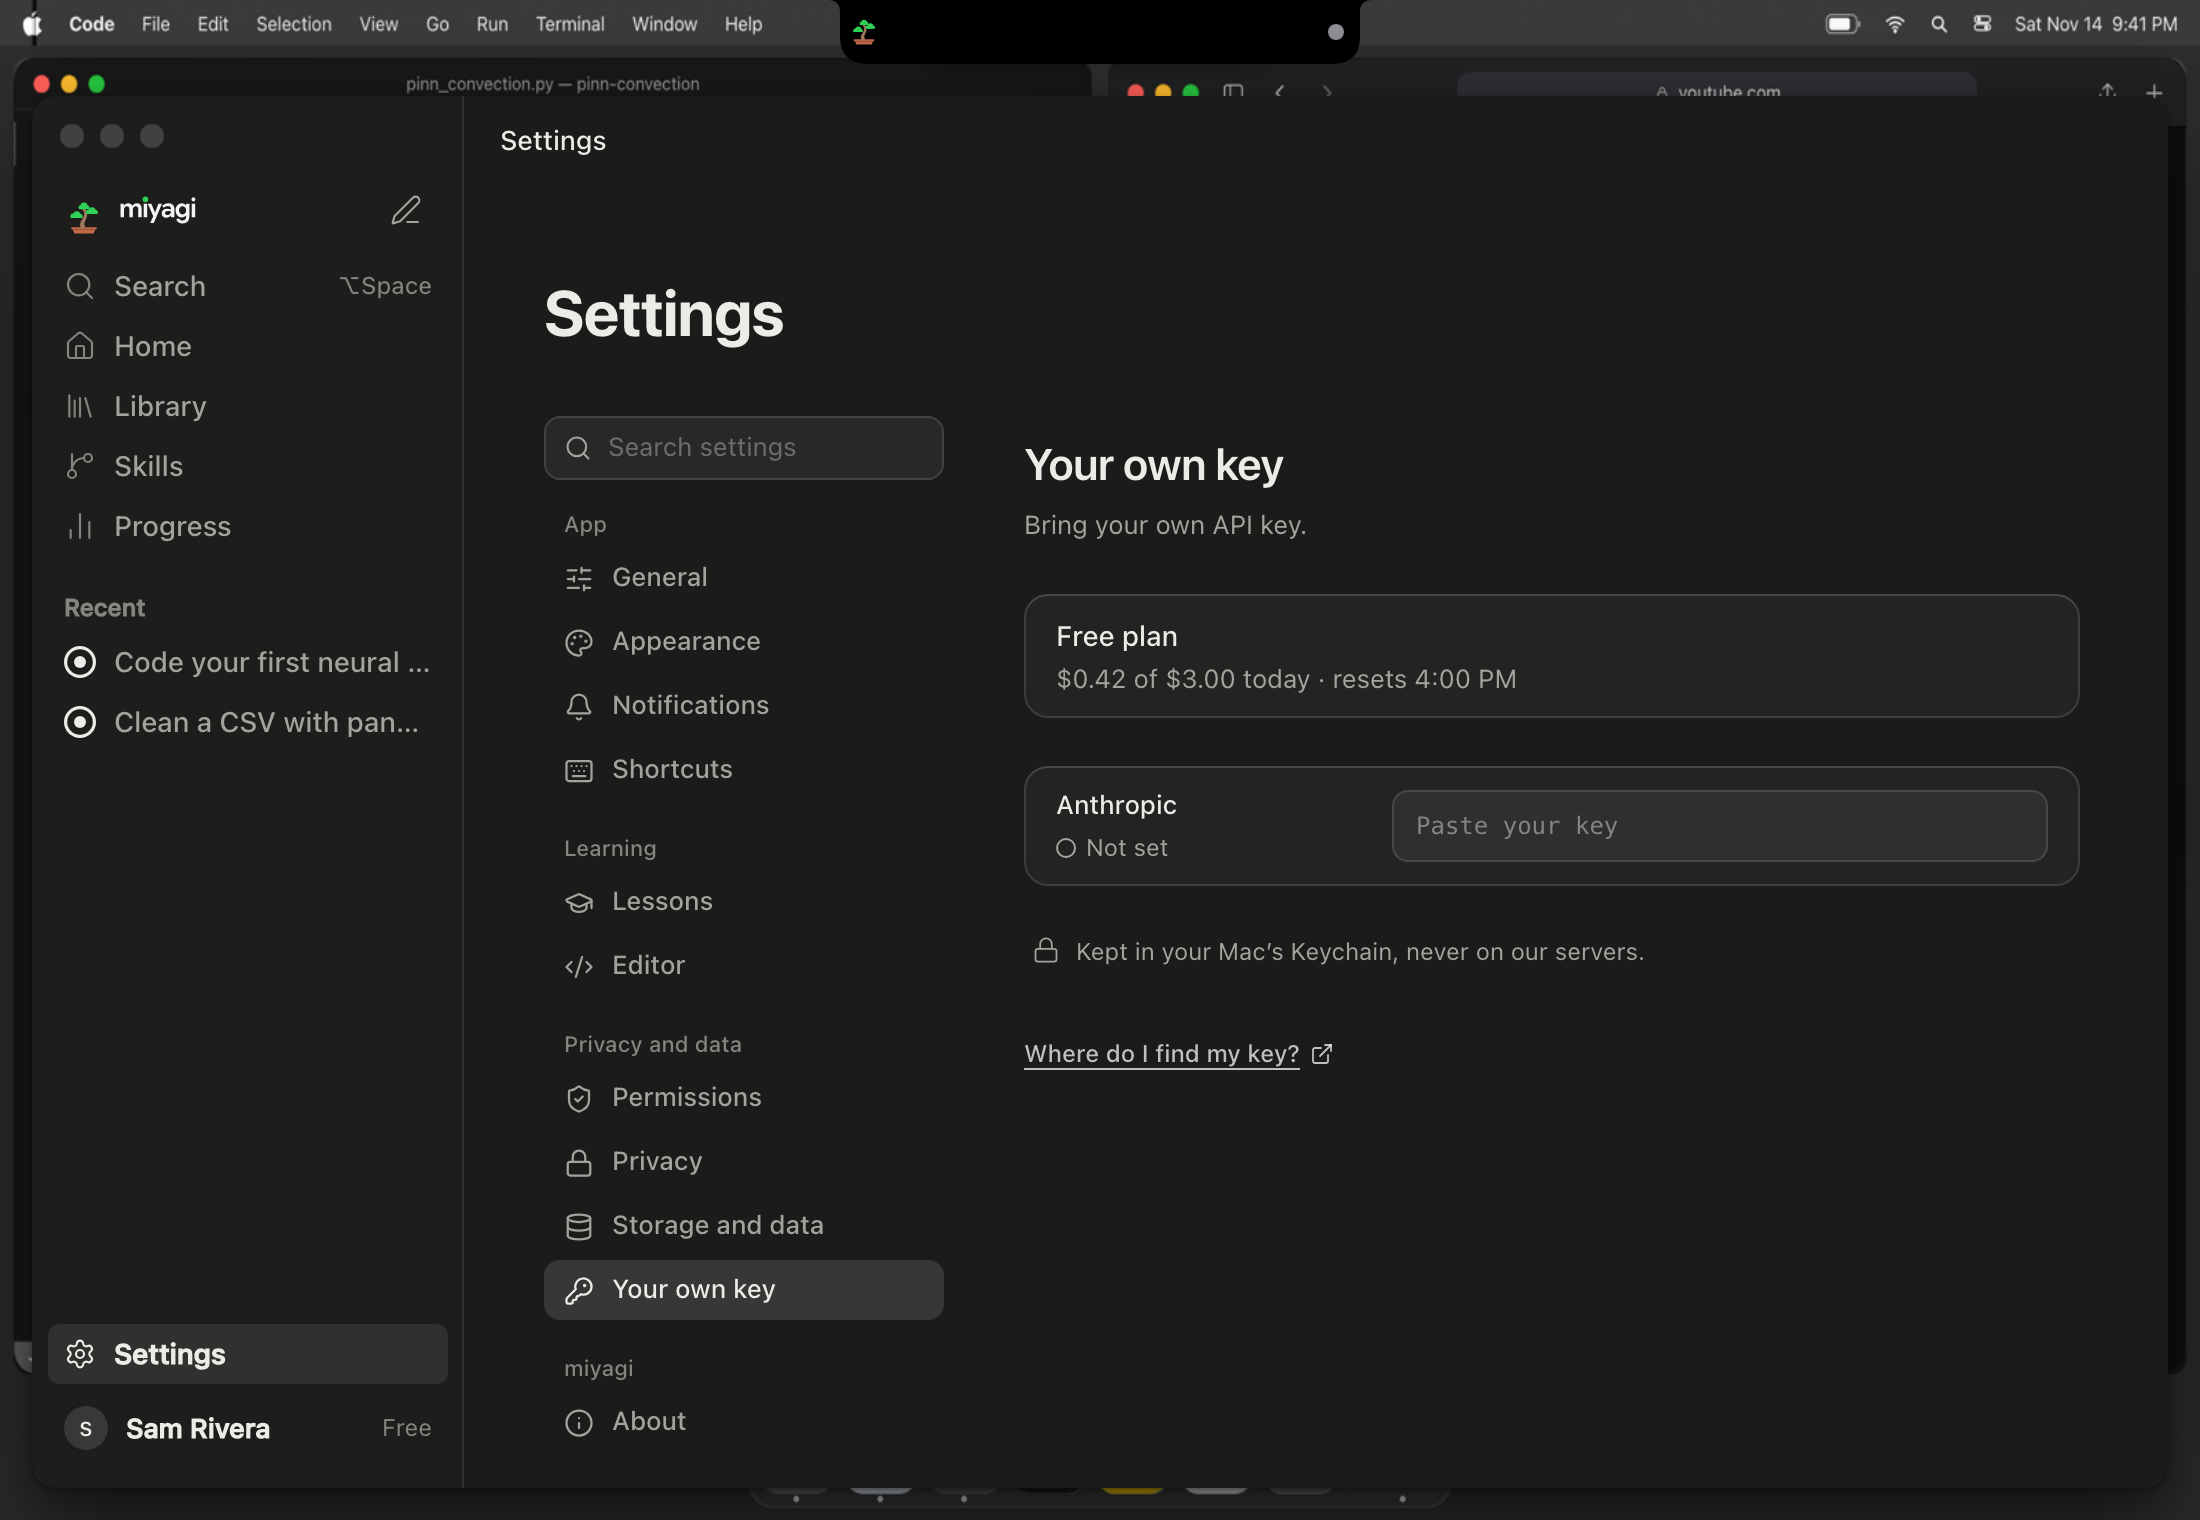 Code File Edit Selection View Go Run Terminal Window Help
Sat Nov 14 9:41 PM
pinn_convection.py — pinn-convection
youtube.com
Settings
miyagi
Search ⌥Space
Home
Library
Skills
Progress
Recent
Code your first neural ...
Clean a CSV with pan...
Settings
S Sam Rivera Free
Settings
Search settings
App
General
Appearance
Notifications
Shortcuts
Learning
Lessons
Editor
Privacy and data
Permissions
Privacy
Storage and data
Your own key
miyagi
About
Your own key
Bring your own API key.
Free plan
$0.42 of $3.00 today · resets 4:00 PM
Anthropic
Not set
Paste your key
Kept in your Mac’s Keychain, never on our servers.
Where do I find my key?